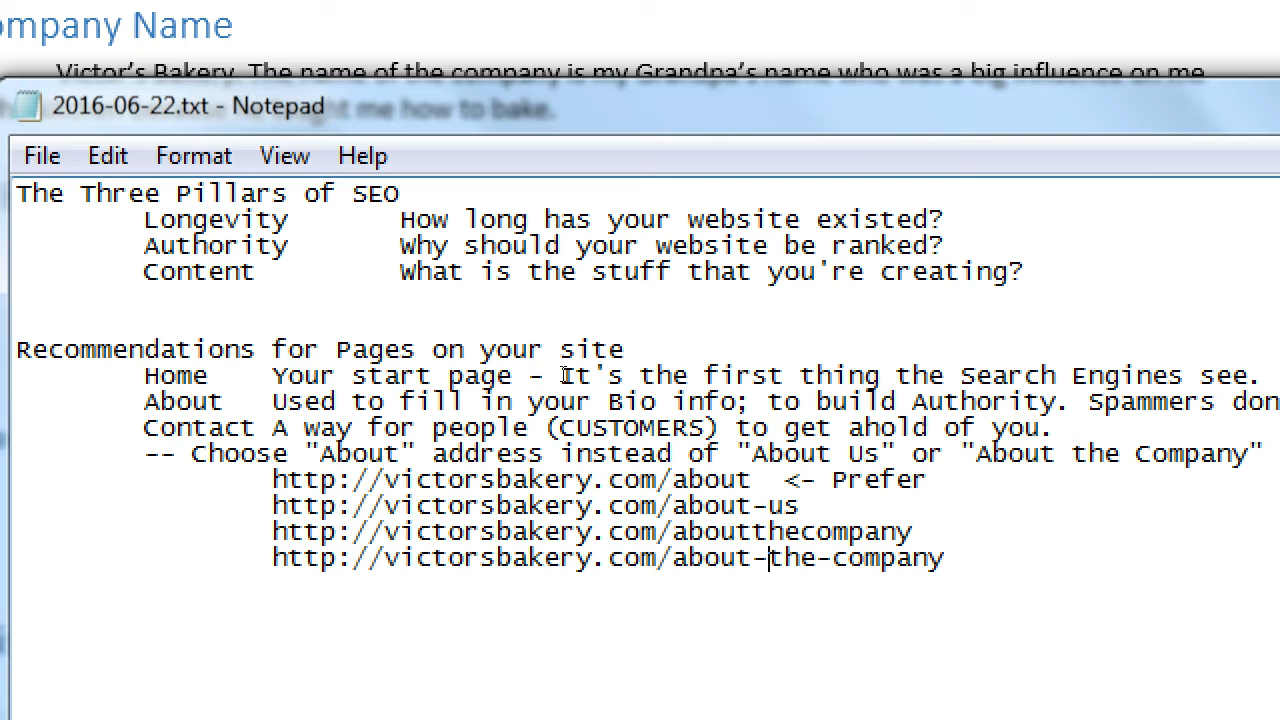 ompany Name
Victor's Bakery. The name of the company is my Grandpa's name who was a big influence on me
2016-06-22.txt - Notepad
me how to bake.
File Edit Format View Help
The Three Pillars of SEO
Longevity How long has your website existed?
Authority Why should your website be ranked?
Content What is the stuff that you're creating?
Recommendations for Pages on your site
Home Your start page - It's the first thing the Search Engines see.
About Used to fill in your Bio info; to build Authority. Spammers don
Contact A way for people (CUSTOMERS) to get ahold of you.
-- Choose "About" address instead of "About Us" or "About the Company"
http://victorsbakery.com/about <- Prefer
http://victorsbakery.com/about-us
http://victorsbakery.com/aboutthecompany
http://victorsbakery.com/about-the-company